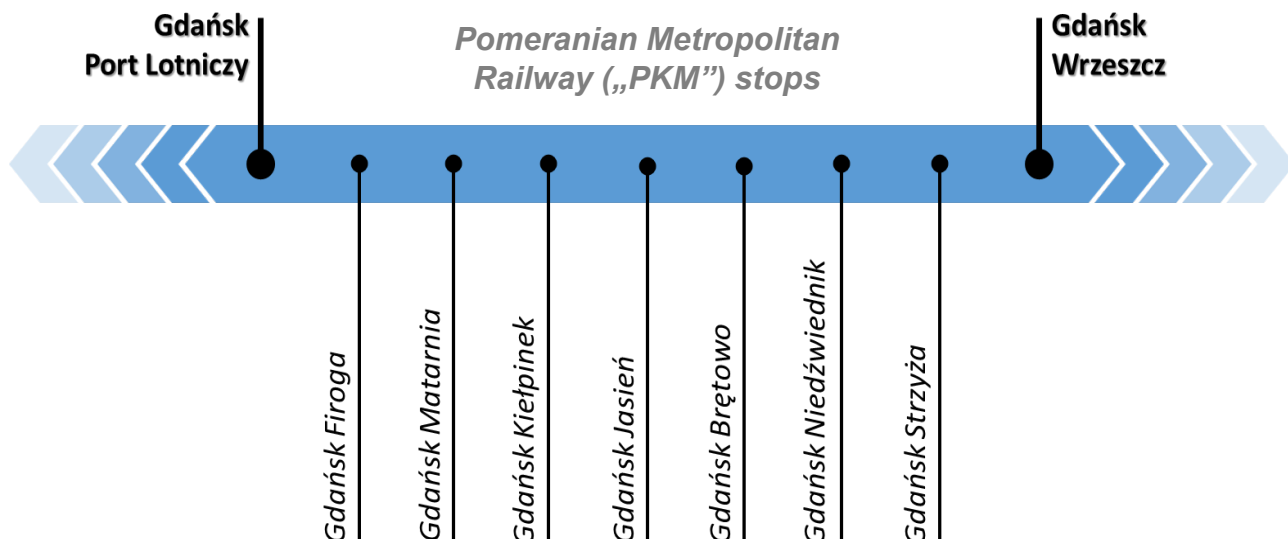 Gdańsk
Port Lotniczy
Pomeranian Metropolitan
Railway („PKM”) stops
Gdańsk
Wrzeszcz
Gdańsk Firoga
Gdańsk Matarnia
Gdańsk Kiełpinek
Gdańsk Jasień
Gdańsk Brętowo
Gdańsk Niedźwiednik
Gdańsk Strzyża